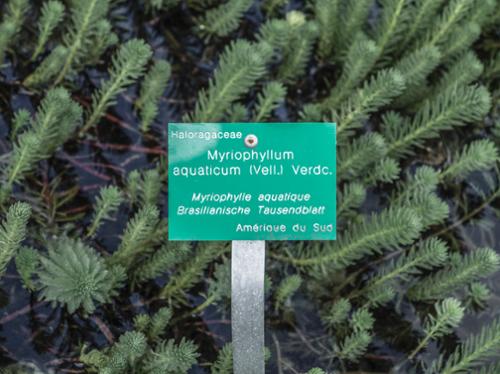 Haloragaceae
Myriophyllum
aquaticum (Vell.) Verdc.
Myriophylle aquatique
Brasilianische Tausendblatt
Amérique du Sud